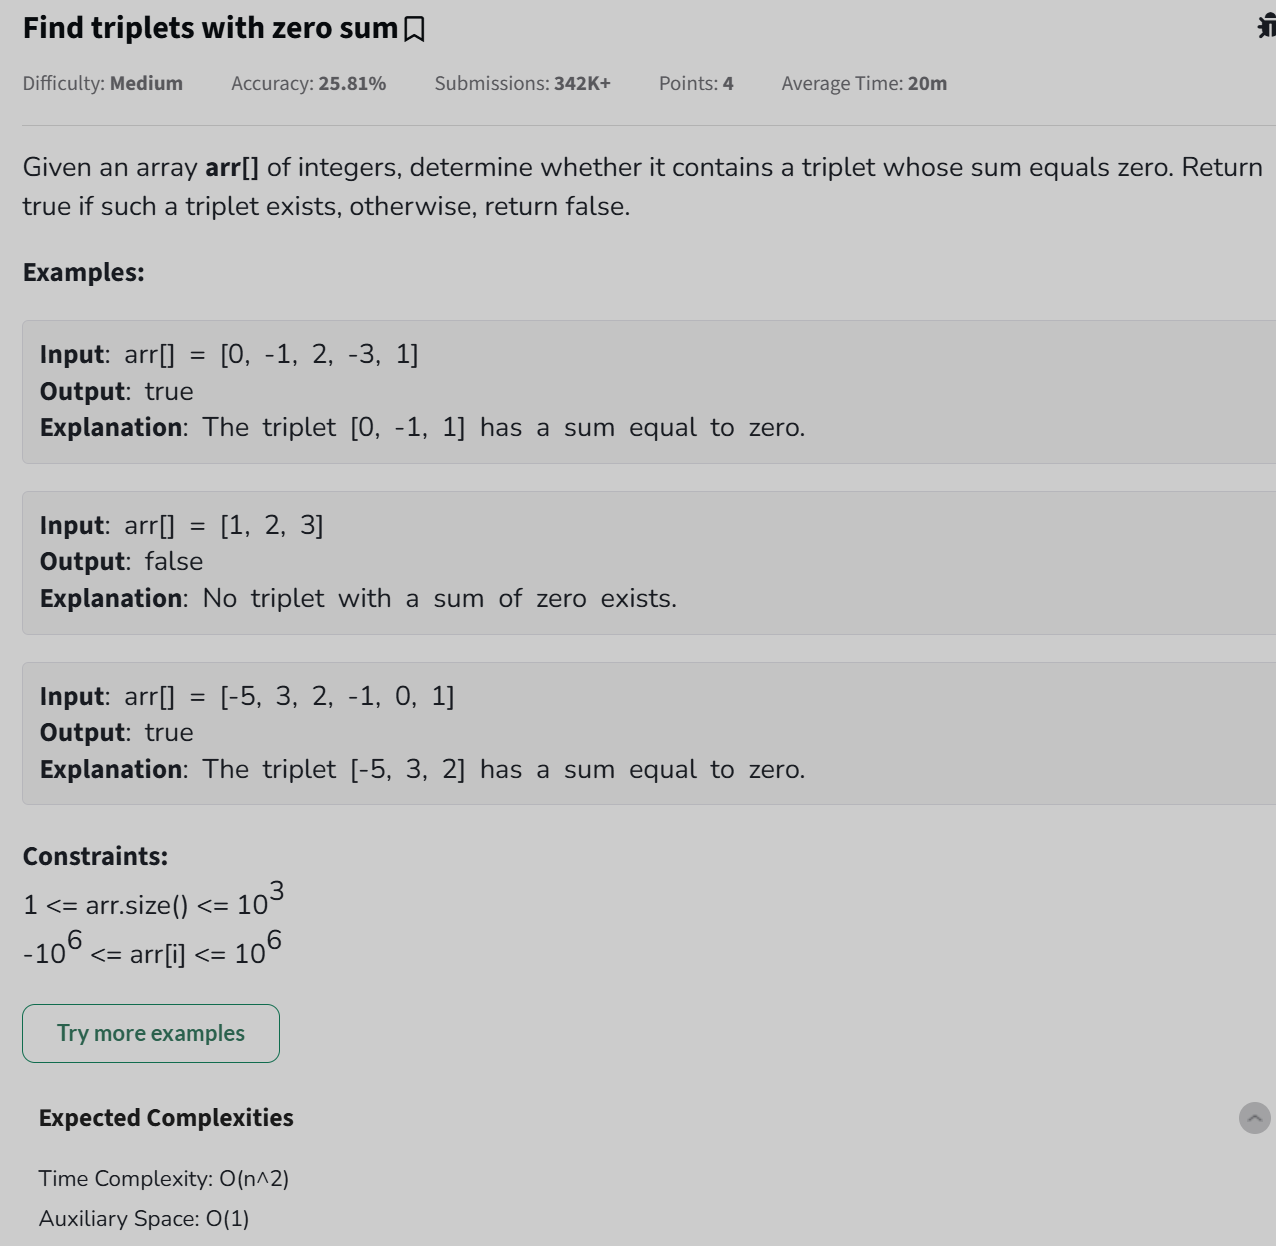 Find triplets with zero sum
Difficulty: Medium Accuracy: 25.81% Submissions: 342K+ Points: 4 Average Time: 20m
Given an array arr[] of integers, determine whether it contains a triplet whose sum equals zero. Return
true if such a triplet exists, otherwise, return false.
Examples:
Input: arr[] = [0, -1, 2, -3, 1]
Output: true
Explanation: The triplet [0, -1, 1] has a sum equal to zero.
Input: arr[] = [1, 2, 3]
Output: false
Explanation: No triplet with a sum of zero exists.
Input: arr[] = [-5, 3, 2, -1, 0, 1]
Output: true
Explanation: The triplet [-5, 3, 2] has a sum equal to zero.
Constraints:
1 <= arr.size() <= 10³
-10⁶ <= arr[i] <= 10⁶
Try more examples
Expected Complexities
Time Complexity: O(n^2)
Auxiliary Space: O(1)